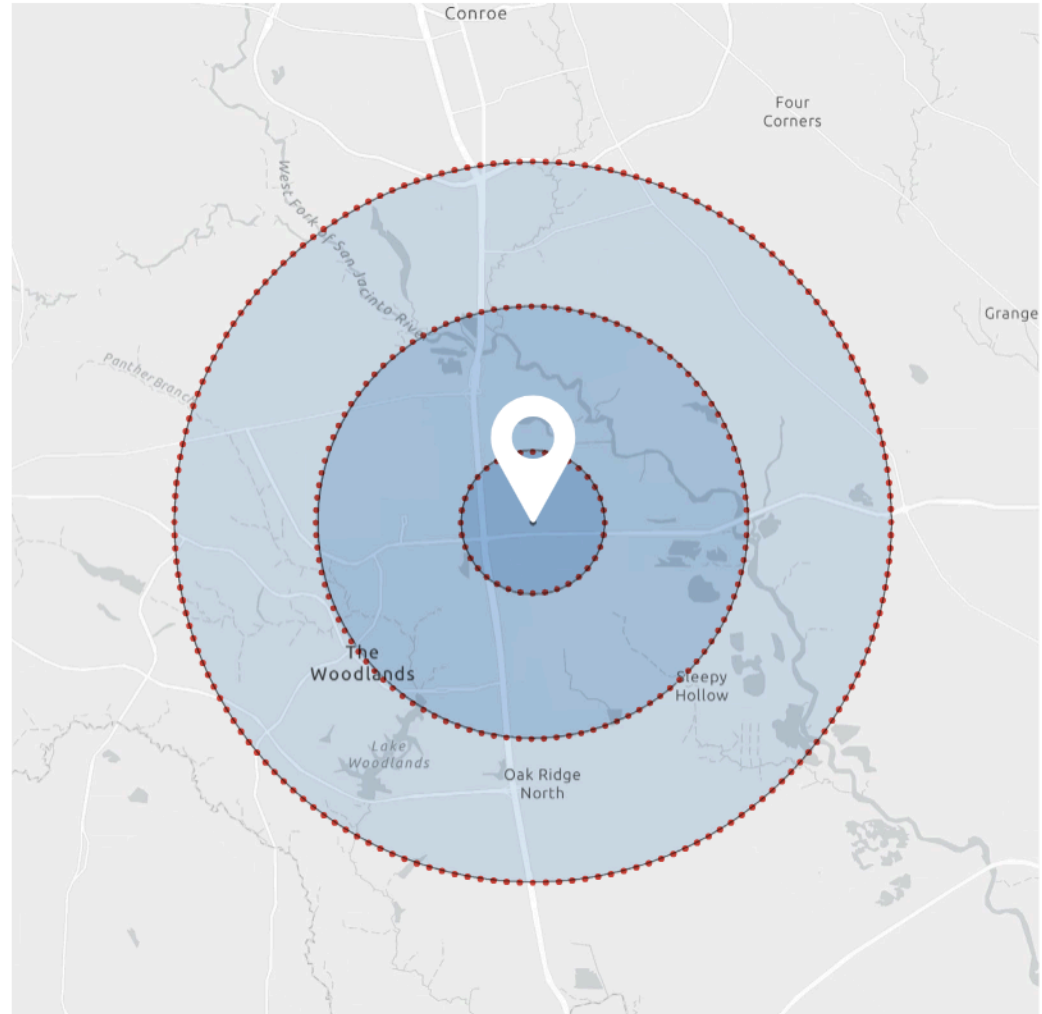 Conroe
Four
Corners
West Fork of San Jacinto River
Grange
Panther Branch
The
Woodlands
Sleepy
Hollow
Lake
Woodlands
Oak Ridge
North